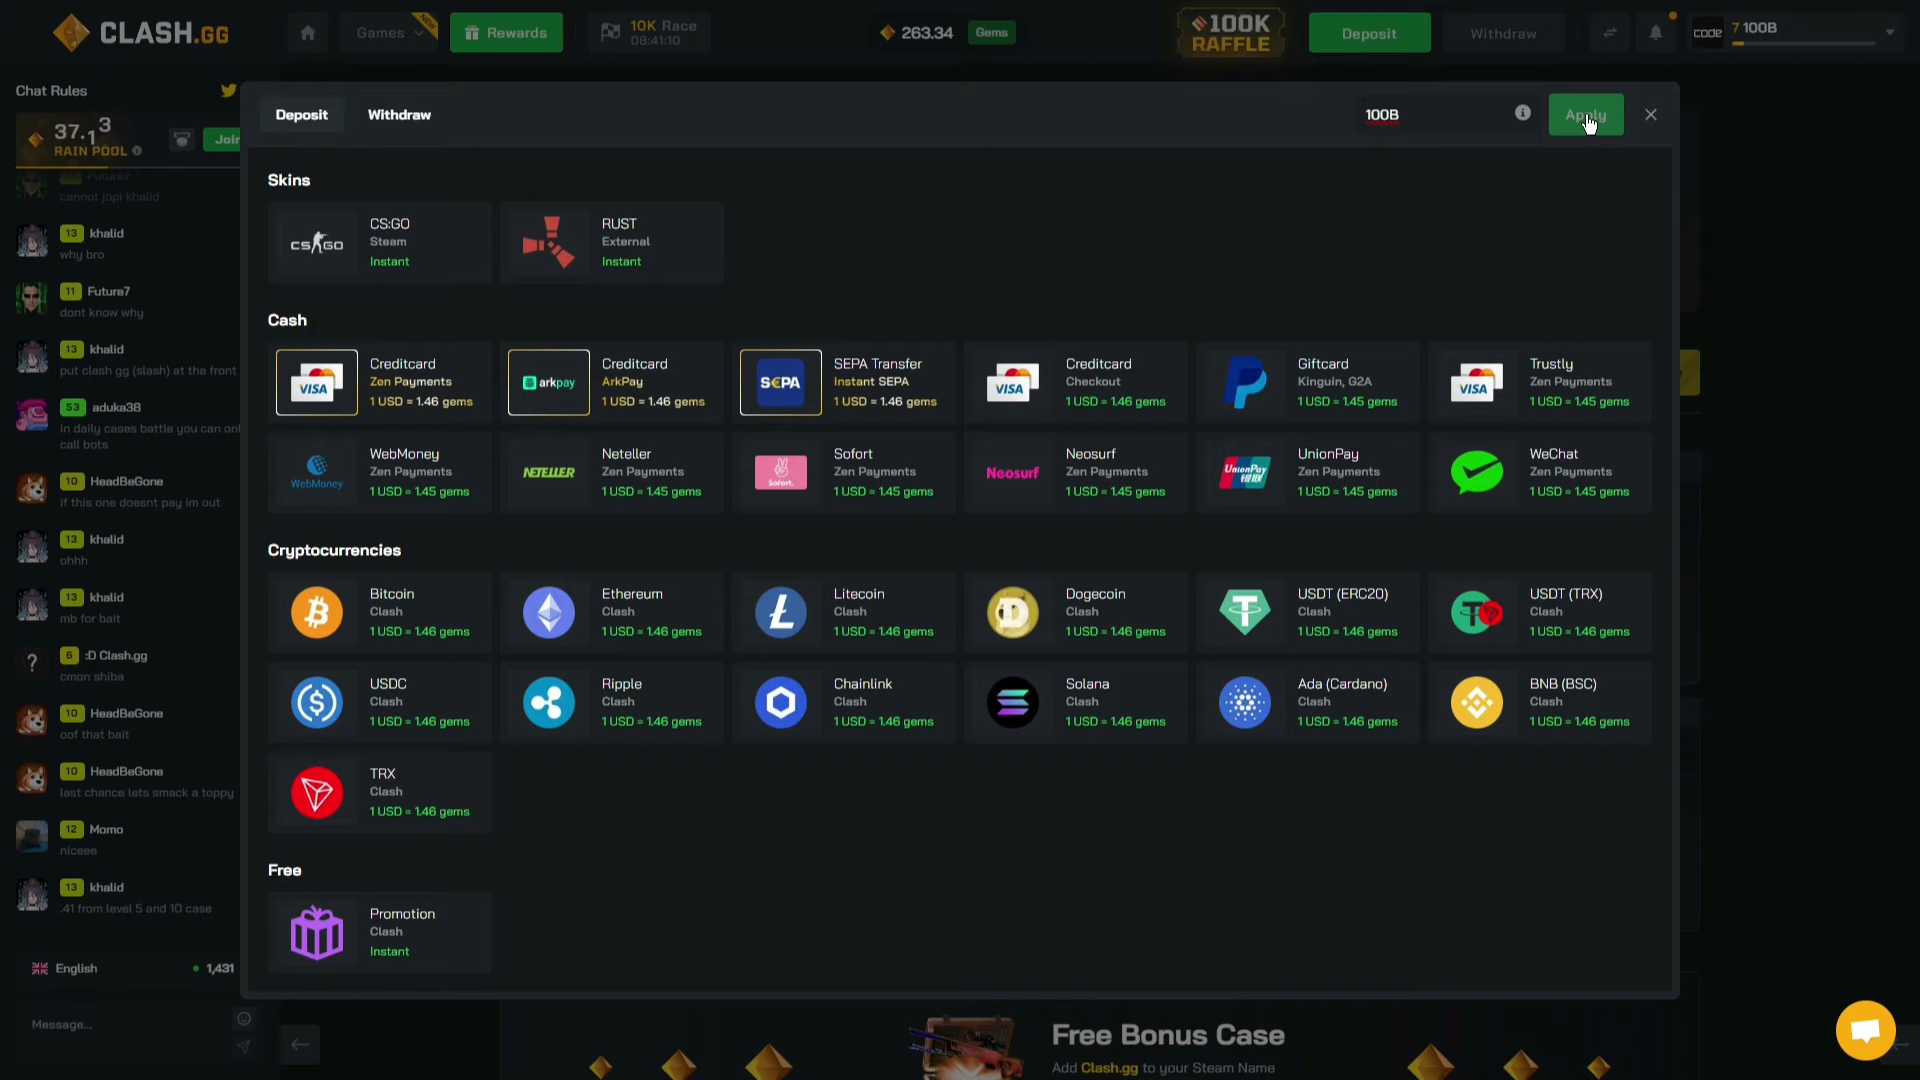 CLASH.GG
Games
NEW
Rewards
10K Race
08:41:10
263.34
Gems
100K
RAFFLE
Deposit
Withdraw
code
7 100B
Chat Rules
37.13
RAIN POOL
Join
Future7
cannot jopi khalid
13 khalid
why bro
11 Future7
dont know why
13 khalid
put clash gg (slash) at the front
53 aduka38
In daily cases battle you can onl
call bots
10 HeadBeGone
if this one doesnt pay im out
13 khalid
ohhh
13 khalid
mb for bait
6 :D Clash.gg
cmon shiba
10 HeadBeGone
oof that bait
10 HeadBeGone
last chance lets smack a toppy
12 Momo
niceee
13 khalid
.41 from level 5 and 10 case
English
1,431
Message...
Deposit
Withdraw
100B
Apply
Skins
CS:GO
Steam
Instant
RUST
External
Instant
Cash
Creditcard
Zen Payments
1 USD = 1.46 gems
Creditcard
ArkPay
1 USD = 1.46 gems
SEPA Transfer
Instant SEPA
1 USD = 1.46 gems
Creditcard
Checkout
1 USD = 1.46 gems
Giftcard
Kinguin, G2A
1 USD = 1.45 gems
Trustly
Zen Payments
1 USD = 1.45 gems
WebMoney
Zen Payments
1 USD = 1.45 gems
Neteller
Zen Payments
1 USD = 1.45 gems
Sofort
Zen Payments
1 USD = 1.45 gems
Neosurf
Zen Payments
1 USD = 1.45 gems
UnionPay
Zen Payments
1 USD = 1.45 gems
WeChat
Zen Payments
1 USD = 1.45 gems
Cryptocurrencies
Bitcoin
Clash
1 USD = 1.46 gems
Ethereum
Clash
1 USD = 1.46 gems
Litecoin
Clash
1 USD = 1.46 gems
Dogecoin
Clash
1 USD = 1.46 gems
USDT (ERC20)
Clash
1 USD = 1.46 gems
USDT (TRX)
Clash
1 USD = 1.46 gems
USDC
Clash
1 USD = 1.46 gems
Ripple
Clash
1 USD = 1.46 gems
Chainlink
Clash
1 USD = 1.46 gems
Solana
Clash
1 USD = 1.46 gems
Ada (Cardano)
Clash
1 USD = 1.46 gems
BNB (BSC)
Clash
1 USD = 1.46 gems
TRX
Clash
1 USD = 1.46 gems
Free
Promotion
Clash
Instant
CS GO
VISA
arkpay
S€PA
VISA
VISA
WebMoney
NETELLER
Sofort.
Neosurf
UnionPay
银联
Free Bonus Case
Add Clash.gg to your Steam Name